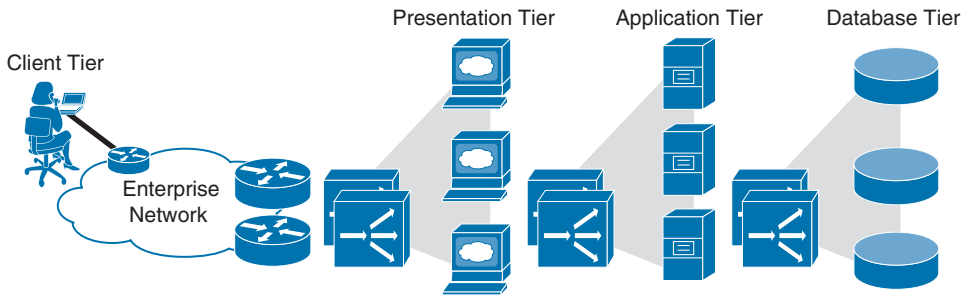 Presentation Tier
Application Tier
Database Tier
Client Tier
Enterprise
Network